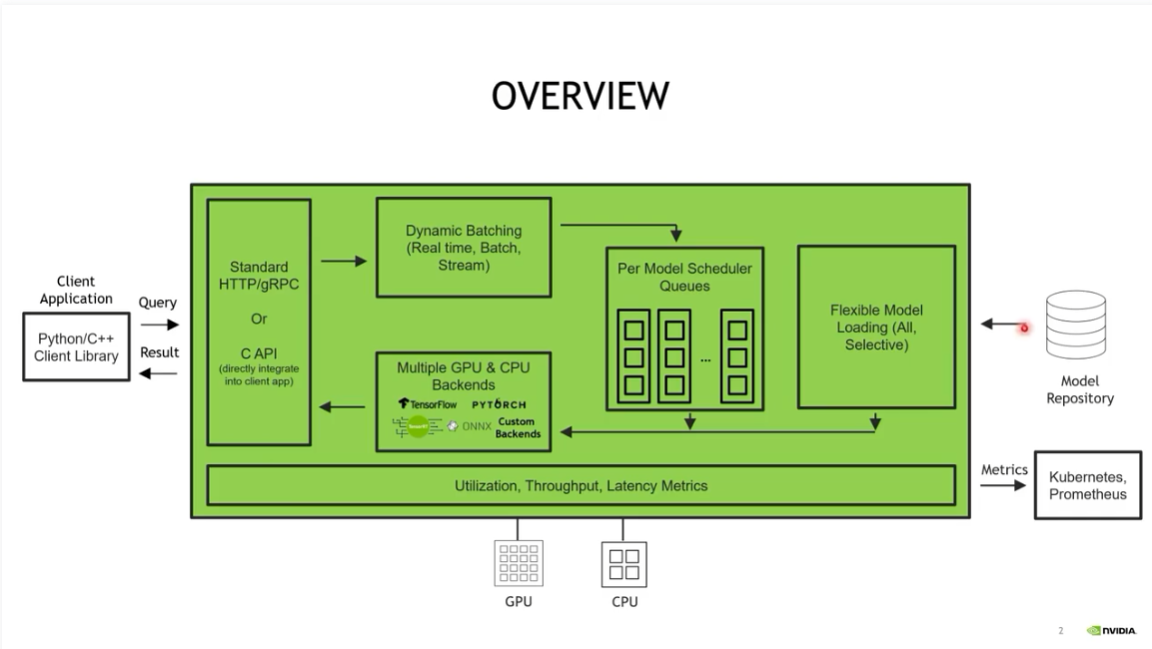 OVERVIEW
Client
Application
Python/C++
Client Library
Query
Result
Standard
HTTP/gRPC
Or
C API
(directly integrate
into client app)
Dynamic Batching
(Real time, Batch,
Stream)
Multiple GPU & CPU
Backends
TensorFlow PYTORCH
ONNX Custom
Backends
Per Model Scheduler
Queues
...
Flexible Model
Loading (All,
Selective)
Model
Repository
Utilization, Throughput, Latency Metrics
Metrics
Kubernetes,
Prometheus
GPU
CPU
2 NVIDIA.